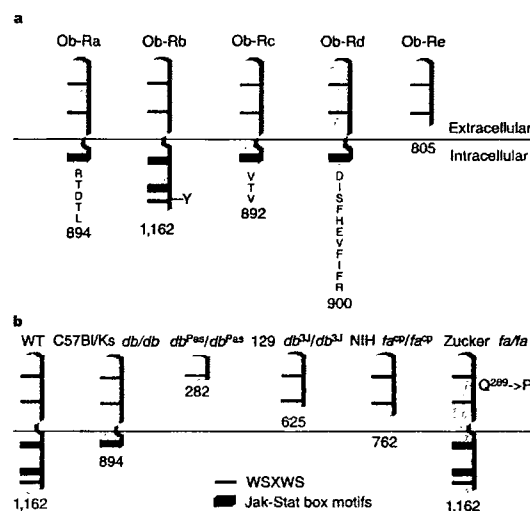 a
Ob-Ra Ob-Rb Ob-Rc Ob-Rd Ob-Re
Extracellular
Intracellular
R
T
D
T
L
894
Y
1,162
V
T
V
892
D
I
S
F
H
E
V
F
I
F
R
900
805
b
WT C57Bl/Ks db/db dbPas/dbPas 129 db3J/db3J NIH facp/facp Zucker fa/fa
Q269->P
282
625
762
894
1,162
1,162
WSXWS
Jak-Stat box motifs